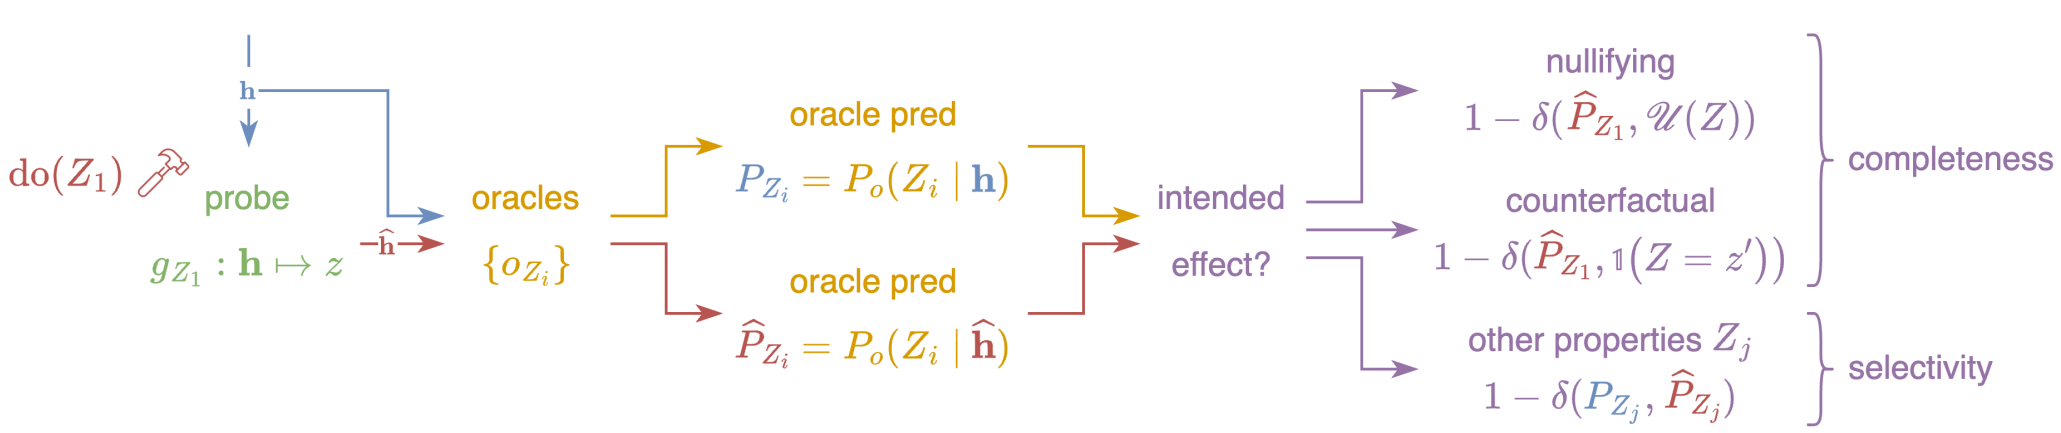 h
do(Z₁)
probe
g_{Z₁} : h ↦ z
ĥ
oracles
{o_{Z_i}}
oracle pred
P_{Z_i} = P_o(Z_i | h)
oracle pred
P̂_{Z_i} = P_o(Z_i | ĥ)
intended
effect?
nullifying
1 − δ(P̂_{Z₁}, 𝒰(Z))
counterfactual
1 − δ(P̂_{Z₁}, 𝟙(Z = z′))
completeness
other properties Z_j
1 − δ(P_{Z_j}, P̂_{Z_j})
selectivity